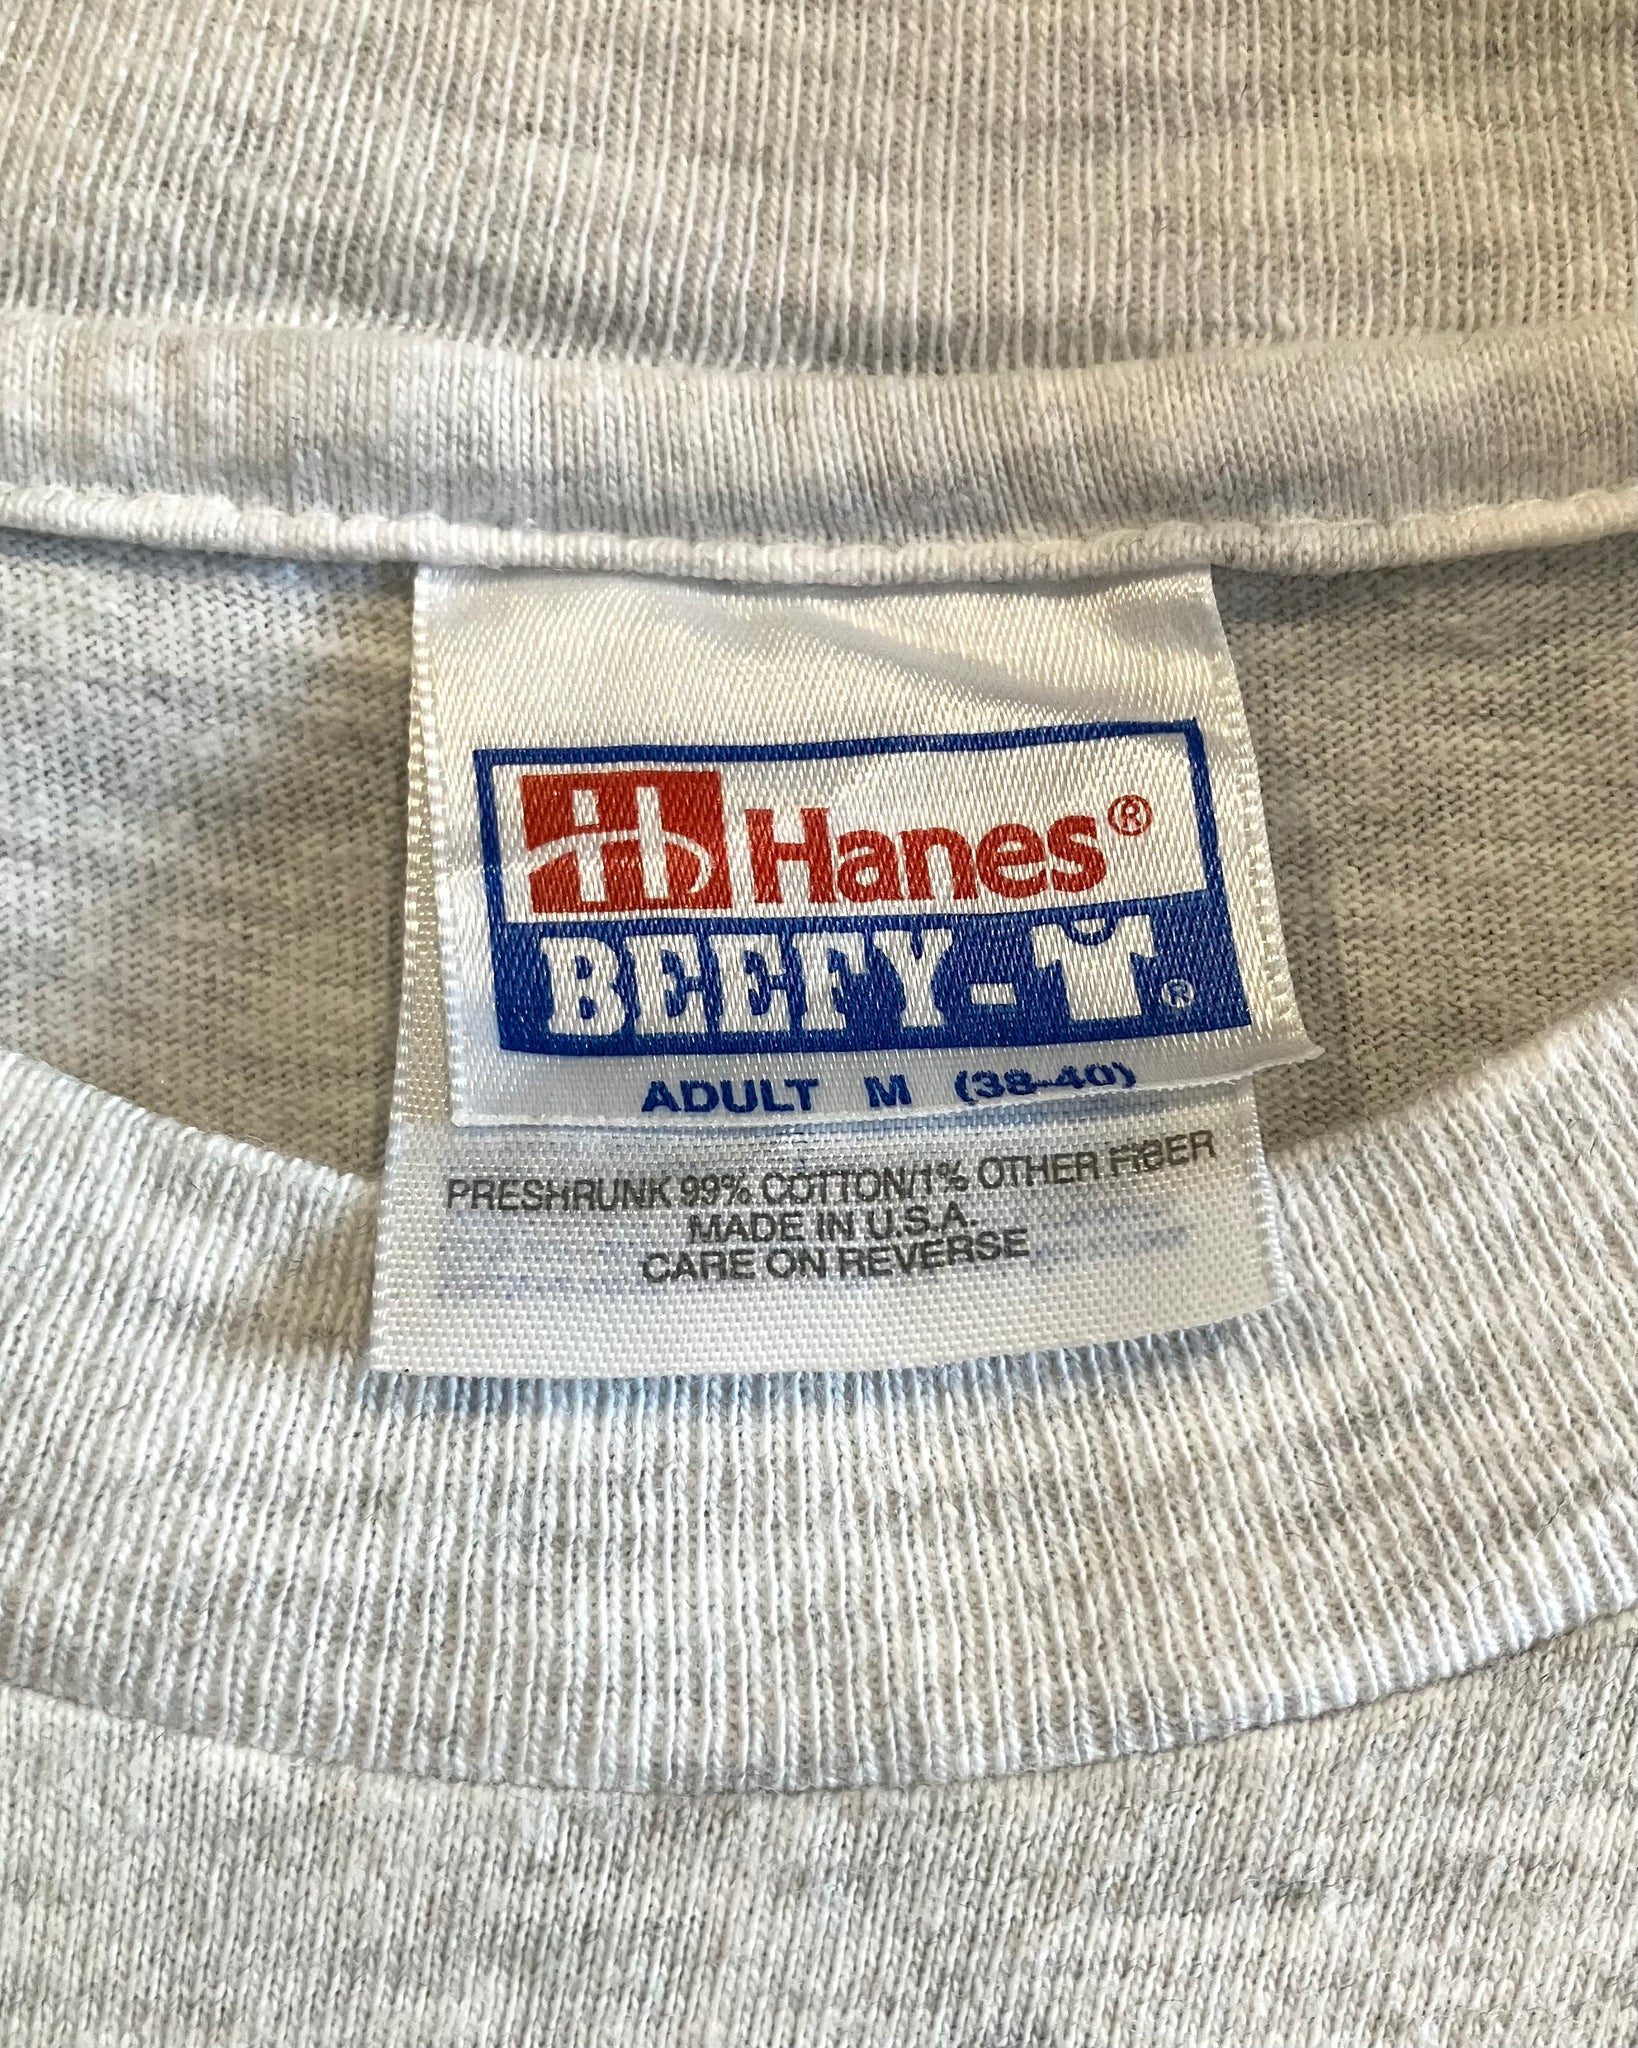 Hanes®
BEEFY-T®
ADULT M (38-40)
PRESHRUNK 99% COTTON/1% OTHER FIBER
MADE IN U.S.A.
CARE ON REVERSE